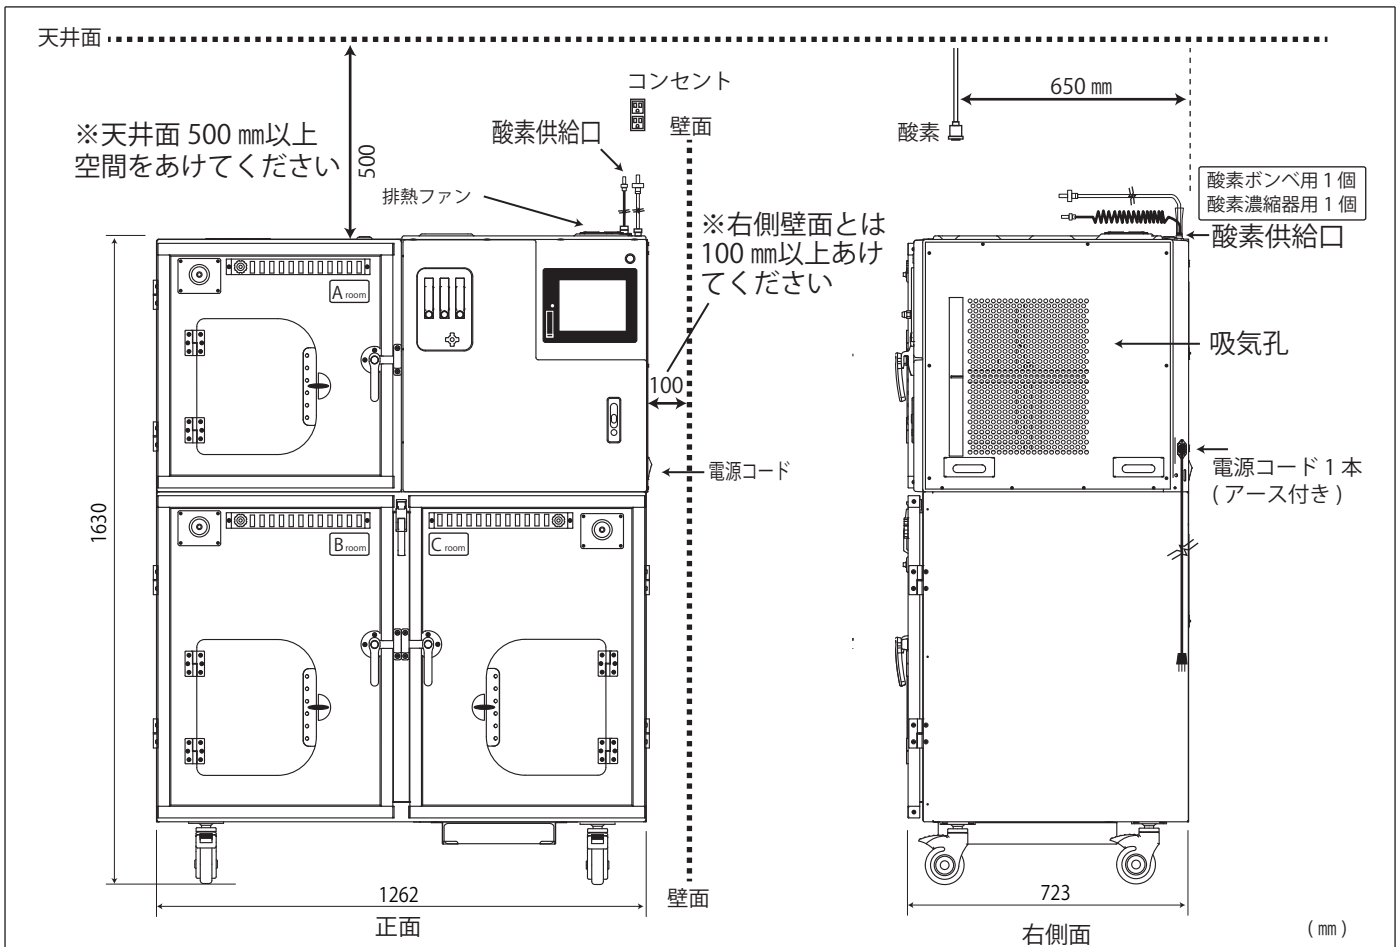 天井面
コンセント
650 ㎜
※天井面 500 ㎜以上
空間をあけてください
500
酸素供給口
壁面
酸素
排熱ファン
酸素ボンベ用 1 個
酸素濃縮器用 1 個
酸素供給口
※右側壁面とは
100 ㎜以上あけ
てください
A room
吸気孔
100
電源コード
電源コード 1 本
( アース付き )
1630
B room
C room
1262
壁面
723
正面
右側面
( ㎜ )